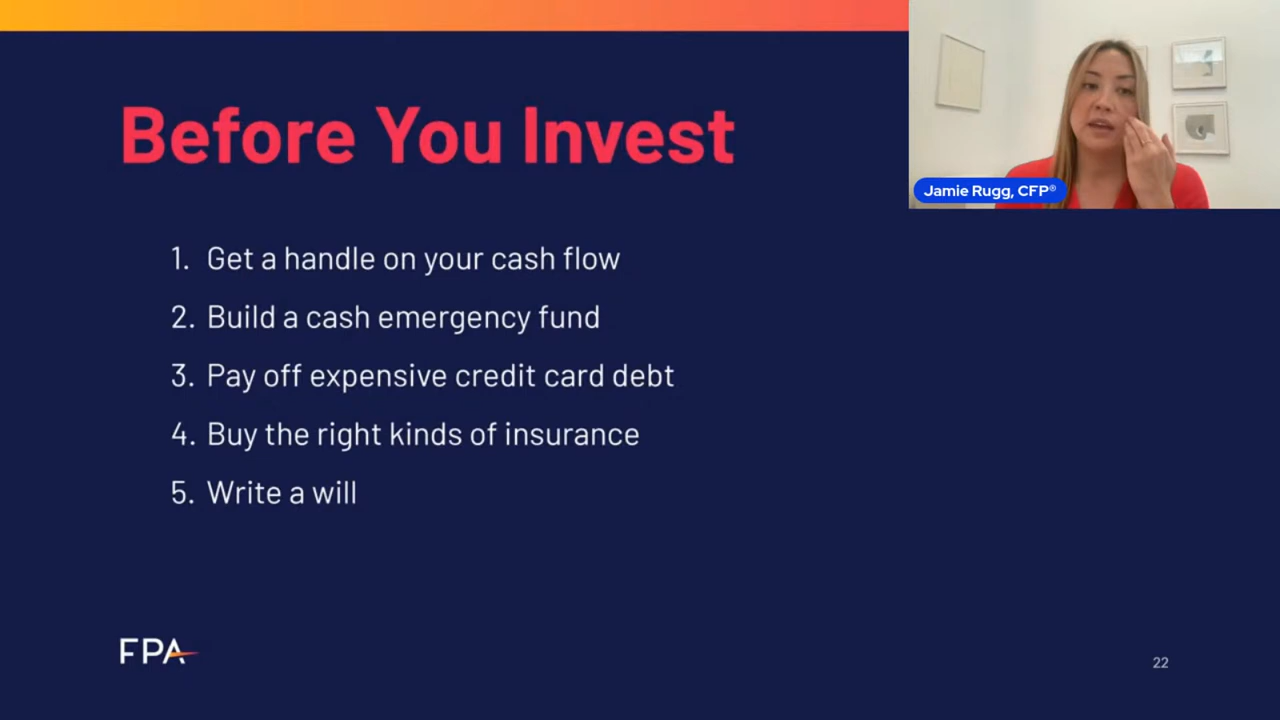 Before You Invest
Jamie Rugg, CFP®
1. Get a handle on your cash flow
2. Build a cash emergency fund
3. Pay off expensive credit card debt
4. Buy the right kinds of insurance
5. Write a will
FPA
22